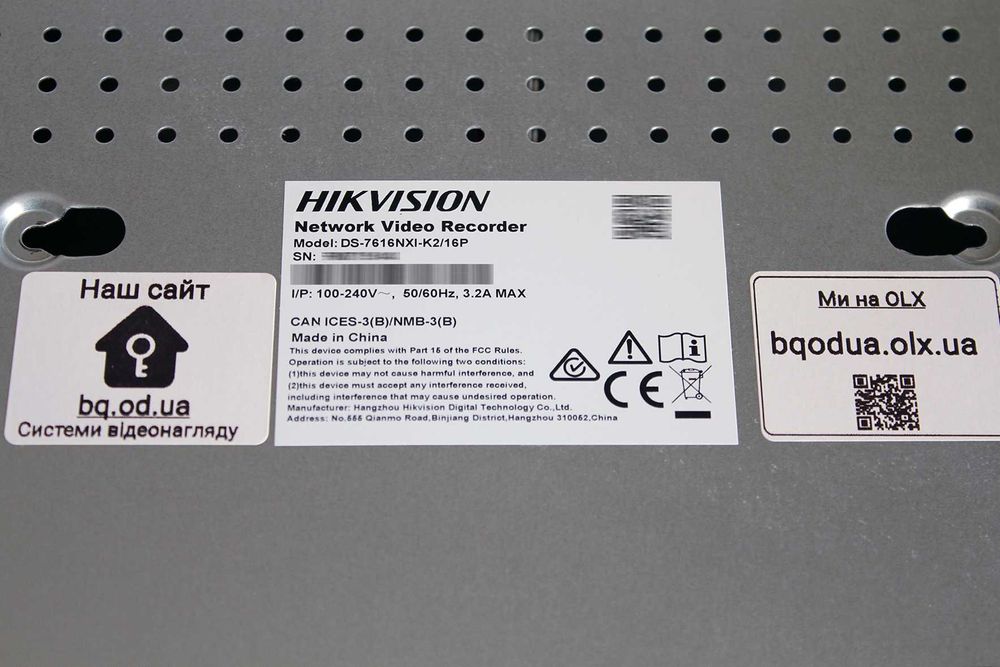 Наш сайт
bq.od.ua
Системи відеонагляду
HIKVISION
Network Video Recorder
Model: DS-7616NXI-K2/16P
SN:
I/P: 100-240V⏦, 50/60Hz, 3.2A MAX
CAN ICES-3(B)/NMB-3(B)
Made in China
This device complies with Part 15 of the FCC Rules.
Operation is subject to the following two conditions:
(1)this device may not cause harmful interference, and
(2)this device must accept any interference received,
including interference that may cause undesired operation.
Manufacturer: Hangzhou Hikvision Digital Technology Co.,Ltd.
Address: No.555 Qianmo Road,Binjiang District,Hangzhou 310052,China
CE
Ми на OLX
bqodua.olx.ua